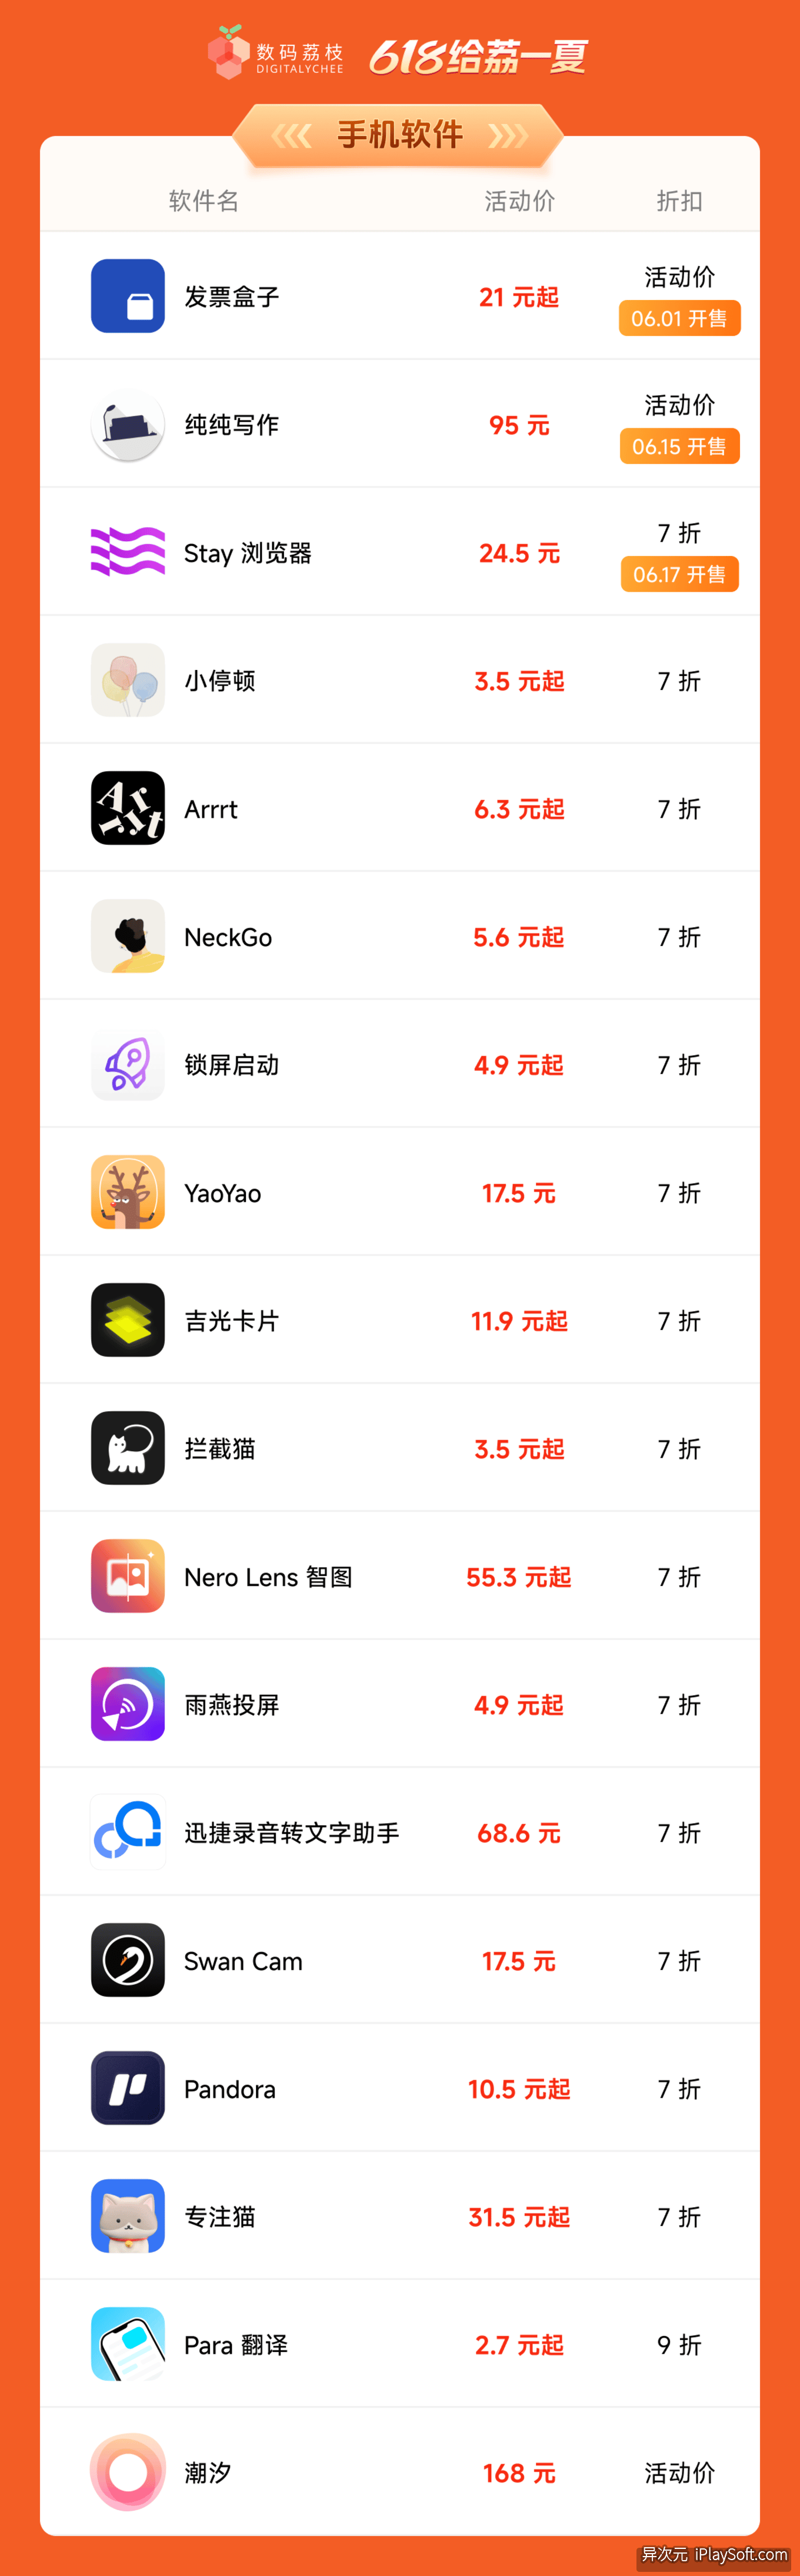 数码荔枝
DIGITALYCHEE
618给荔一夏
手机软件
软件名 活动价 折扣
发票盒子 21 元起 活动价
06.01 开售
纯纯写作 95 元 活动价
06.15 开售
Stay 浏览器 24.5 元 7 折
06.17 开售
小停顿 3.5 元起 7 折
Arrrt
Arrrt 6.3 元起 7 折
NeckGo 5.6 元起 7 折
锁屏启动 4.9 元起 7 折
YaoYao 17.5 元 7 折
吉光卡片 11.9 元起 7 折
拦截猫 3.5 元起 7 折
Nero Lens 智图 55.3 元起 7 折
雨燕投屏 4.9 元起 7 折
迅捷录音转文字助手 68.6 元 7 折
Swan Cam 17.5 元 7 折
Pandora 10.5 元起 7 折
专注猫 31.5 元起 7 折
Para 翻译 2.7 元起 9 折
潮汐 168 元 活动价
异次元 iPlaySoft.com